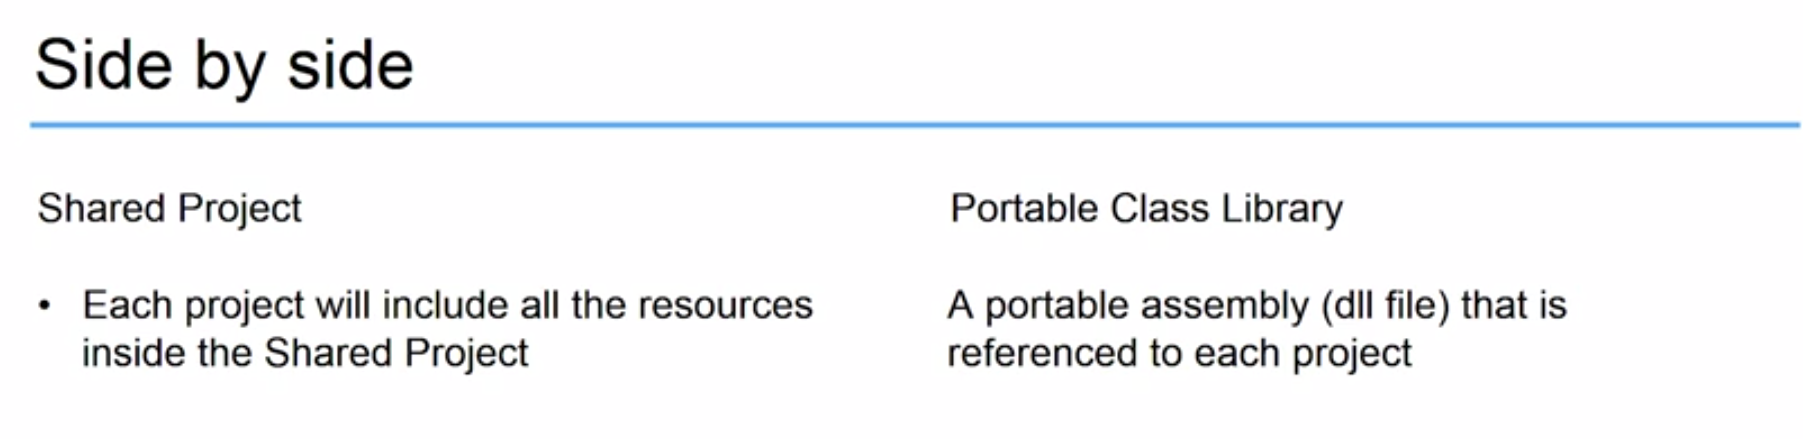 Side by side
Shared Project
• Each project will include all the resources
inside the Shared Project
Portable Class Library
A portable assembly (dll file) that is
referenced to each project